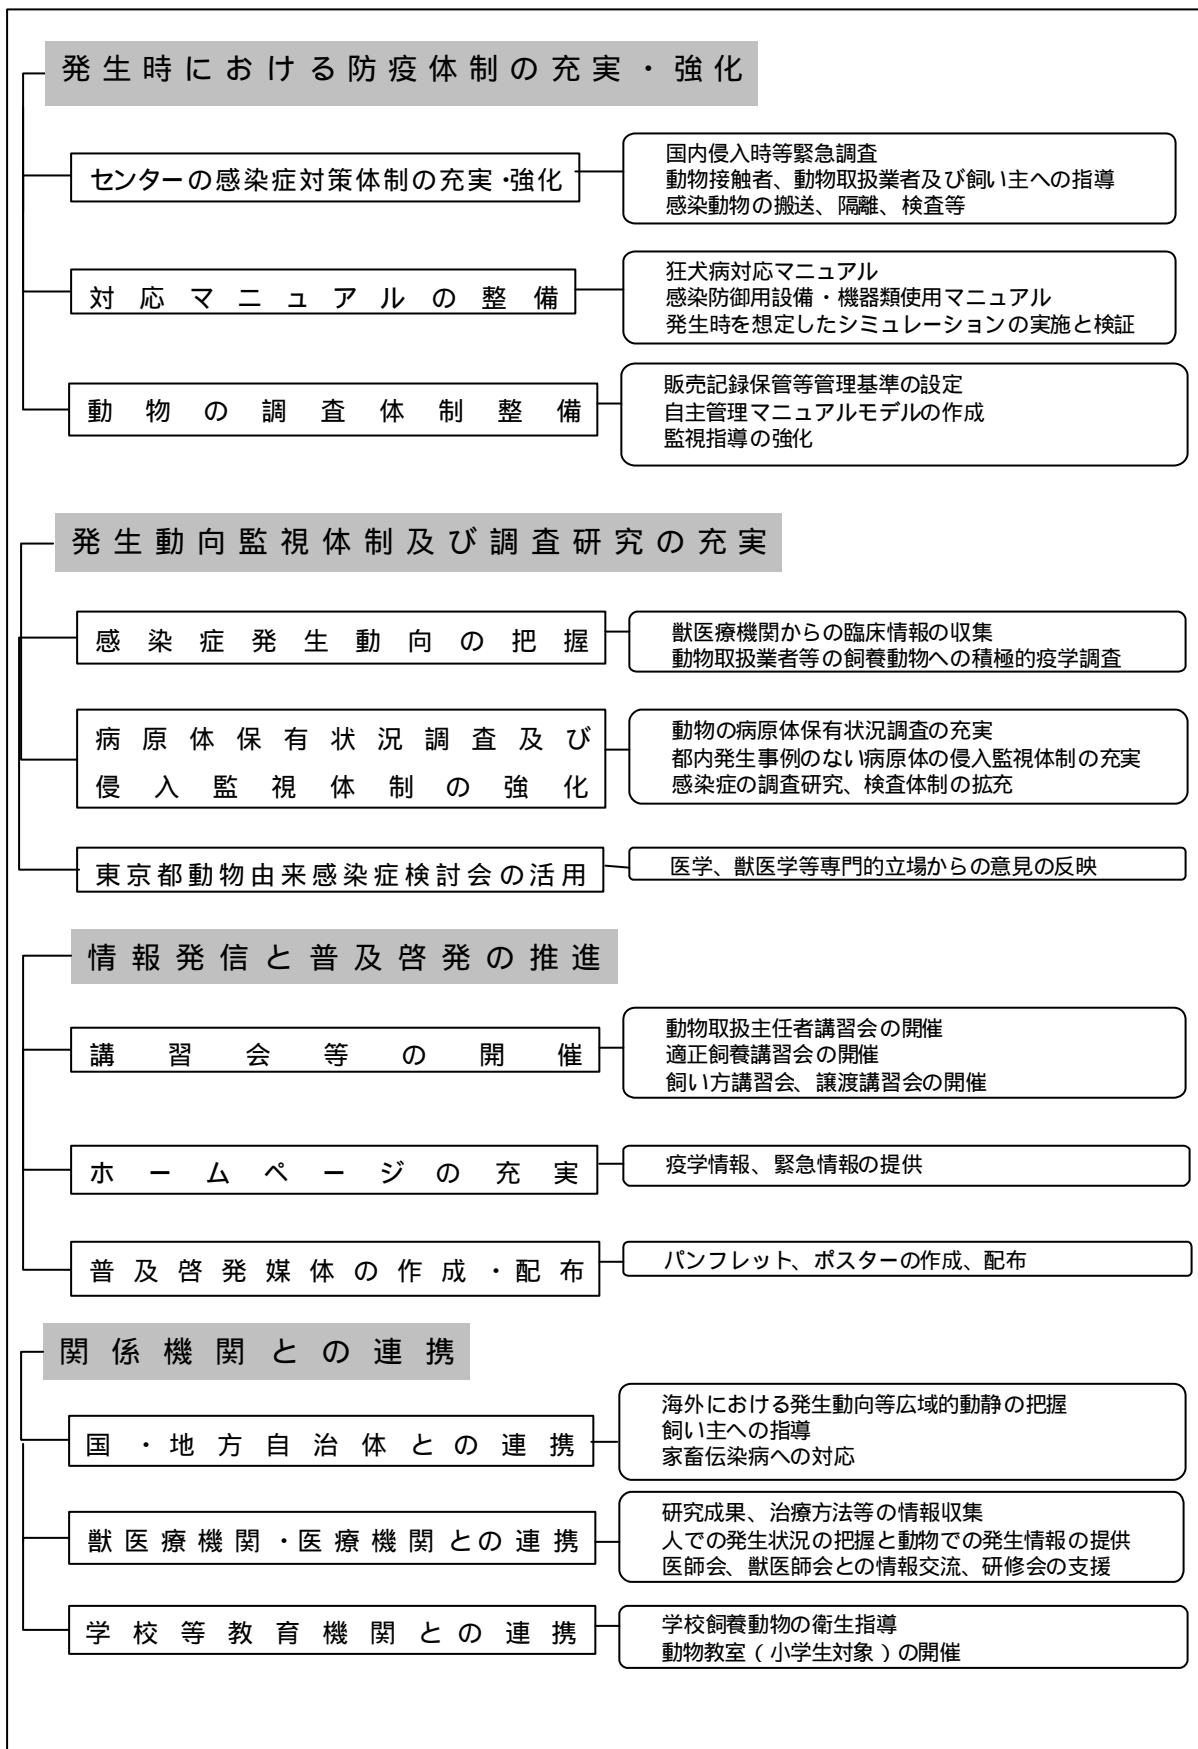 発生時における防疫体制の充実・強化
センターの感染症対策体制の充実・強化
国内侵入時等緊急調査
動物接触者、動物取扱業者及び飼い主への指導
感染動物の搬送、隔離、検査等
対応マニュアルの整備
狂犬病対応マニュアル
感染防御用設備・機器類使用マニュアル
発生時を想定したシミュレーションの実施と検証
動物の調査体制整備
販売記録保管等管理基準の設定
自主管理マニュアルモデルの作成
監視指導の強化
発生動向監視体制及び調査研究の充実
感染症発生動向の把握
獣医療機関からの臨床情報の収集
動物取扱業者等の飼養動物への積極的疫学調査
病原体保有状況調査及び
侵入監視体制の強化
動物の病原体保有状況調査の充実
都内発生事例のない病原体の侵入監視体制の充実
感染症の調査研究、検査体制の拡充
東京都動物由来感染症検討会の活用
医学、獣医学等専門的立場からの意見の反映
情報発信と普及啓発の推進
講習会等の開催
動物取扱主任者講習会の開催
適正飼養講習会の開催
飼い方講習会、譲渡講習会の開催
ホームページの充実
疫学情報、緊急情報の提供
普及啓発媒体の作成・配布
パンフレット、ポスターの作成、配布
関係機関との連携
国・地方自治体との連携
海外における発生動向等広域的動静の把握
飼い主への指導
家畜伝染病への対応
獣医療機関・医療機関との連携
研究成果、治療方法等の情報収集
人での発生状況の把握と動物での発生情報の提供
医師会、獣医師会との情報交流、研修会の支援
学校等教育機関との連携
学校飼養動物の衛生指導
動物教室(小学生対象)の開催